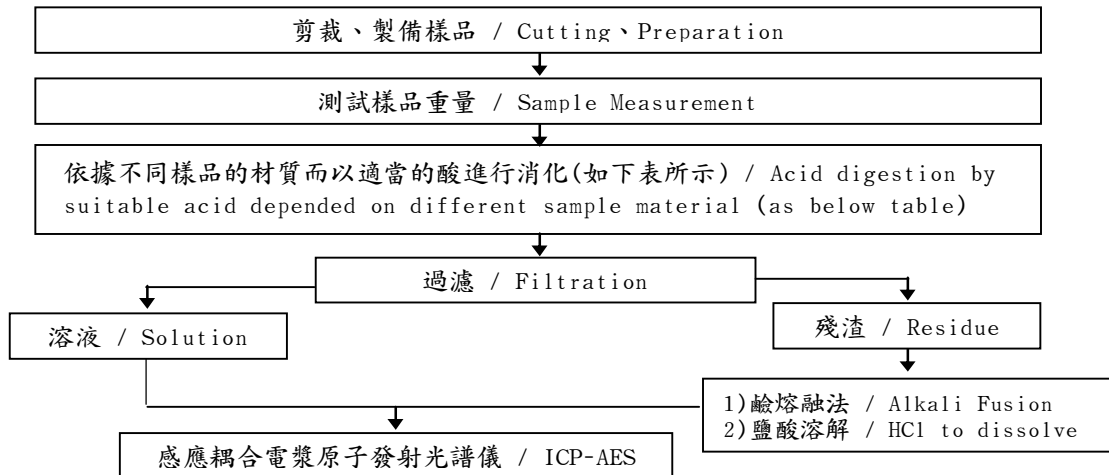 剪裁、製備樣品 / Cutting、Preparation
測試樣品重量 / Sample Measurement
依據不同樣品的材質而以適當的酸進行消化(如下表所示) / Acid digestion by
suitable acid depended on different sample material (as below table)
過濾 / Filtration
溶液 / Solution
殘渣 / Residue
1)鹼熔融法 / Alkali Fusion
2)鹽酸溶解 / HCl to dissolve
感應耦合電漿原子發射光譜儀 / ICP-AES